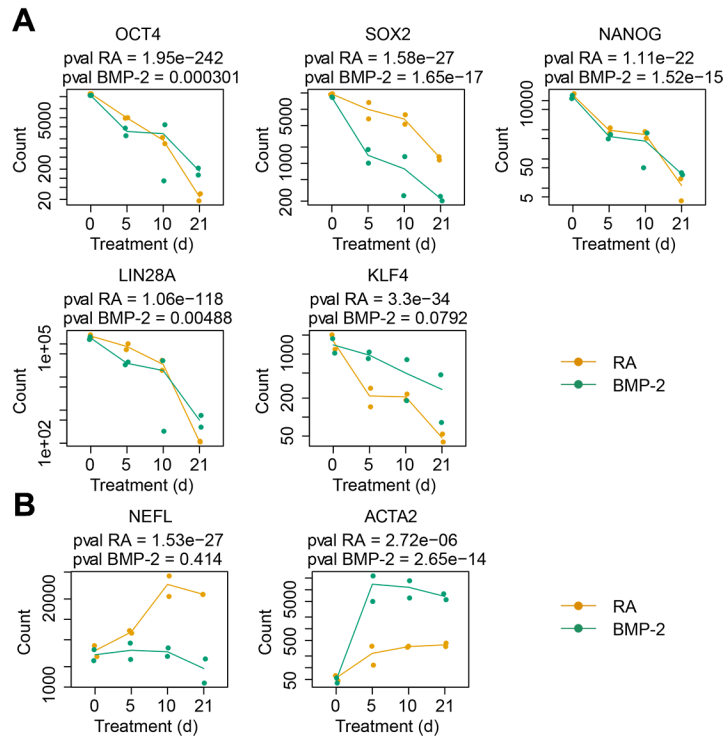 A
OCT4
pval RA = 1.95e−242
pval BMP−2 = 0.000301
Count
5000
200
20
0 5 10 21
Treatment (d)
SOX2
pval RA = 1.58e−27
pval BMP−2 = 1.65e−17
Count
5000
1000
200
0 5 10 21
Treatment (d)
NANOG
pval RA = 1.11e−22
pval BMP−2 = 1.52e−15
Count
10000
50
5
0 5 10 21
Treatment (d)
LIN28A
pval RA = 1.06e−118
pval BMP−2 = 0.00488
Count
1e+05
1e+02
0 5 10 21
Treatment (d)
KLF4
pval RA = 3.3e−34
pval BMP−2 = 0.0792
Count
1000
200
50
0 5 10 21
Treatment (d)
RA
BMP−2
B
NEFL
pval RA = 1.53e−27
pval BMP−2 = 0.414
Count
20000
1000
0 5 10 21
Treatment (d)
ACTA2
pval RA = 2.72e−06
pval BMP−2 = 2.65e−14
Count
5000
500
50
0 5 10 21
Treatment (d)
RA
BMP−2